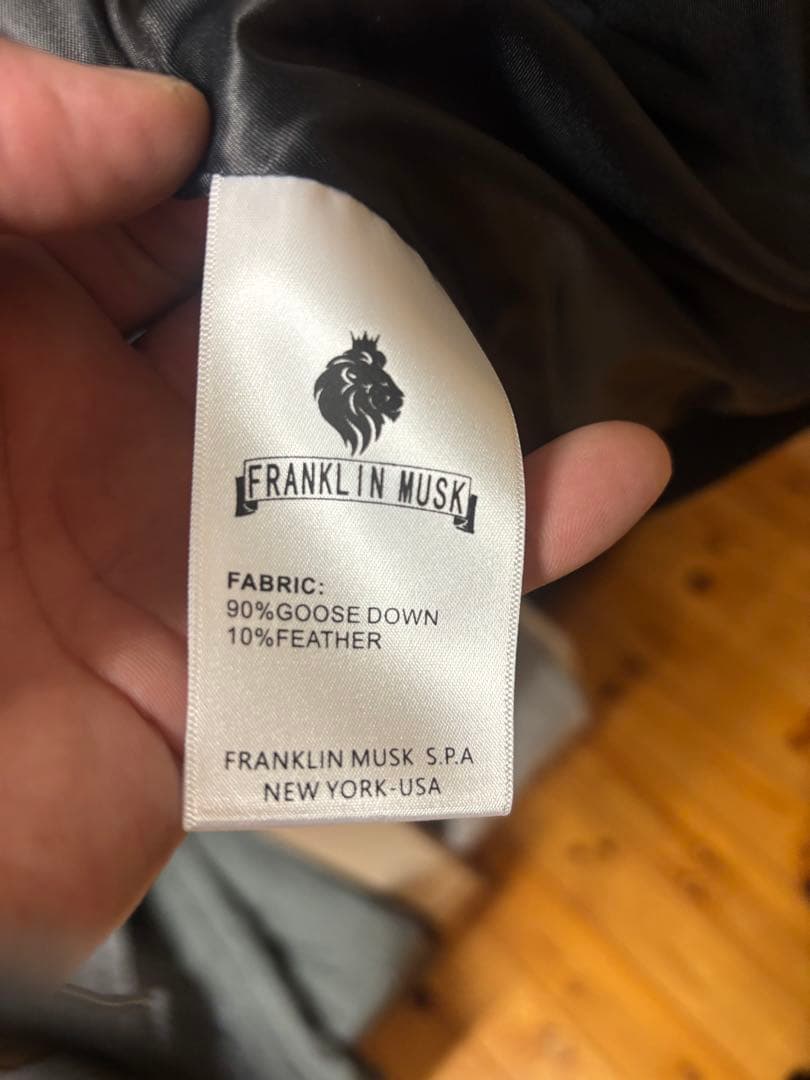 FRANKLIN MUSK
FABRIC:
90%GOOSE DOWN
10%FEATHER
FRANKLIN MUSK S.P.A
NEW YORK-USA